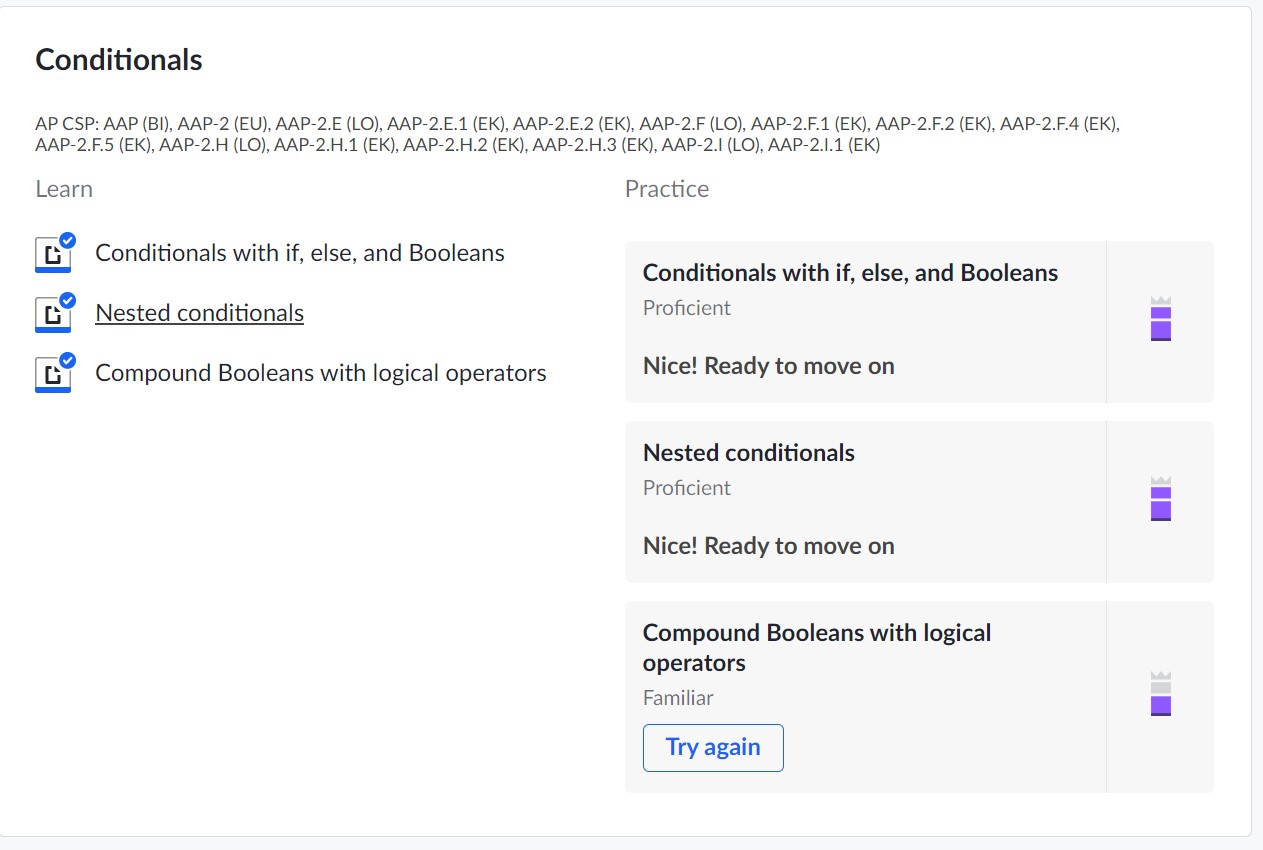 Conditionals
AP CSP: AAP (BI), AAP-2 (EU), AAP-2.E (LO), AAP-2.E.1 (EK), AAP-2.E.2 (EK), AAP-2.F (LO), AAP-2.F.1 (EK), AAP-2.F.2 (EK), AAP-2.F.4 (EK),
AAP-2.F.5 (EK), AAP-2.H (LO), AAP-2.H.1 (EK), AAP-2.H.2 (EK), AAP-2.H.3 (EK), AAP-2.I (LO), AAP-2.I.1 (EK)
Learn
Conditionals with if, else, and Booleans
Nested conditionals
Compound Booleans with logical operators
Practice
Conditionals with if, else, and Booleans
Proficient
Nice! Ready to move on
Nested conditionals
Proficient
Nice! Ready to move on
Compound Booleans with logical
operators
Familiar
Try again